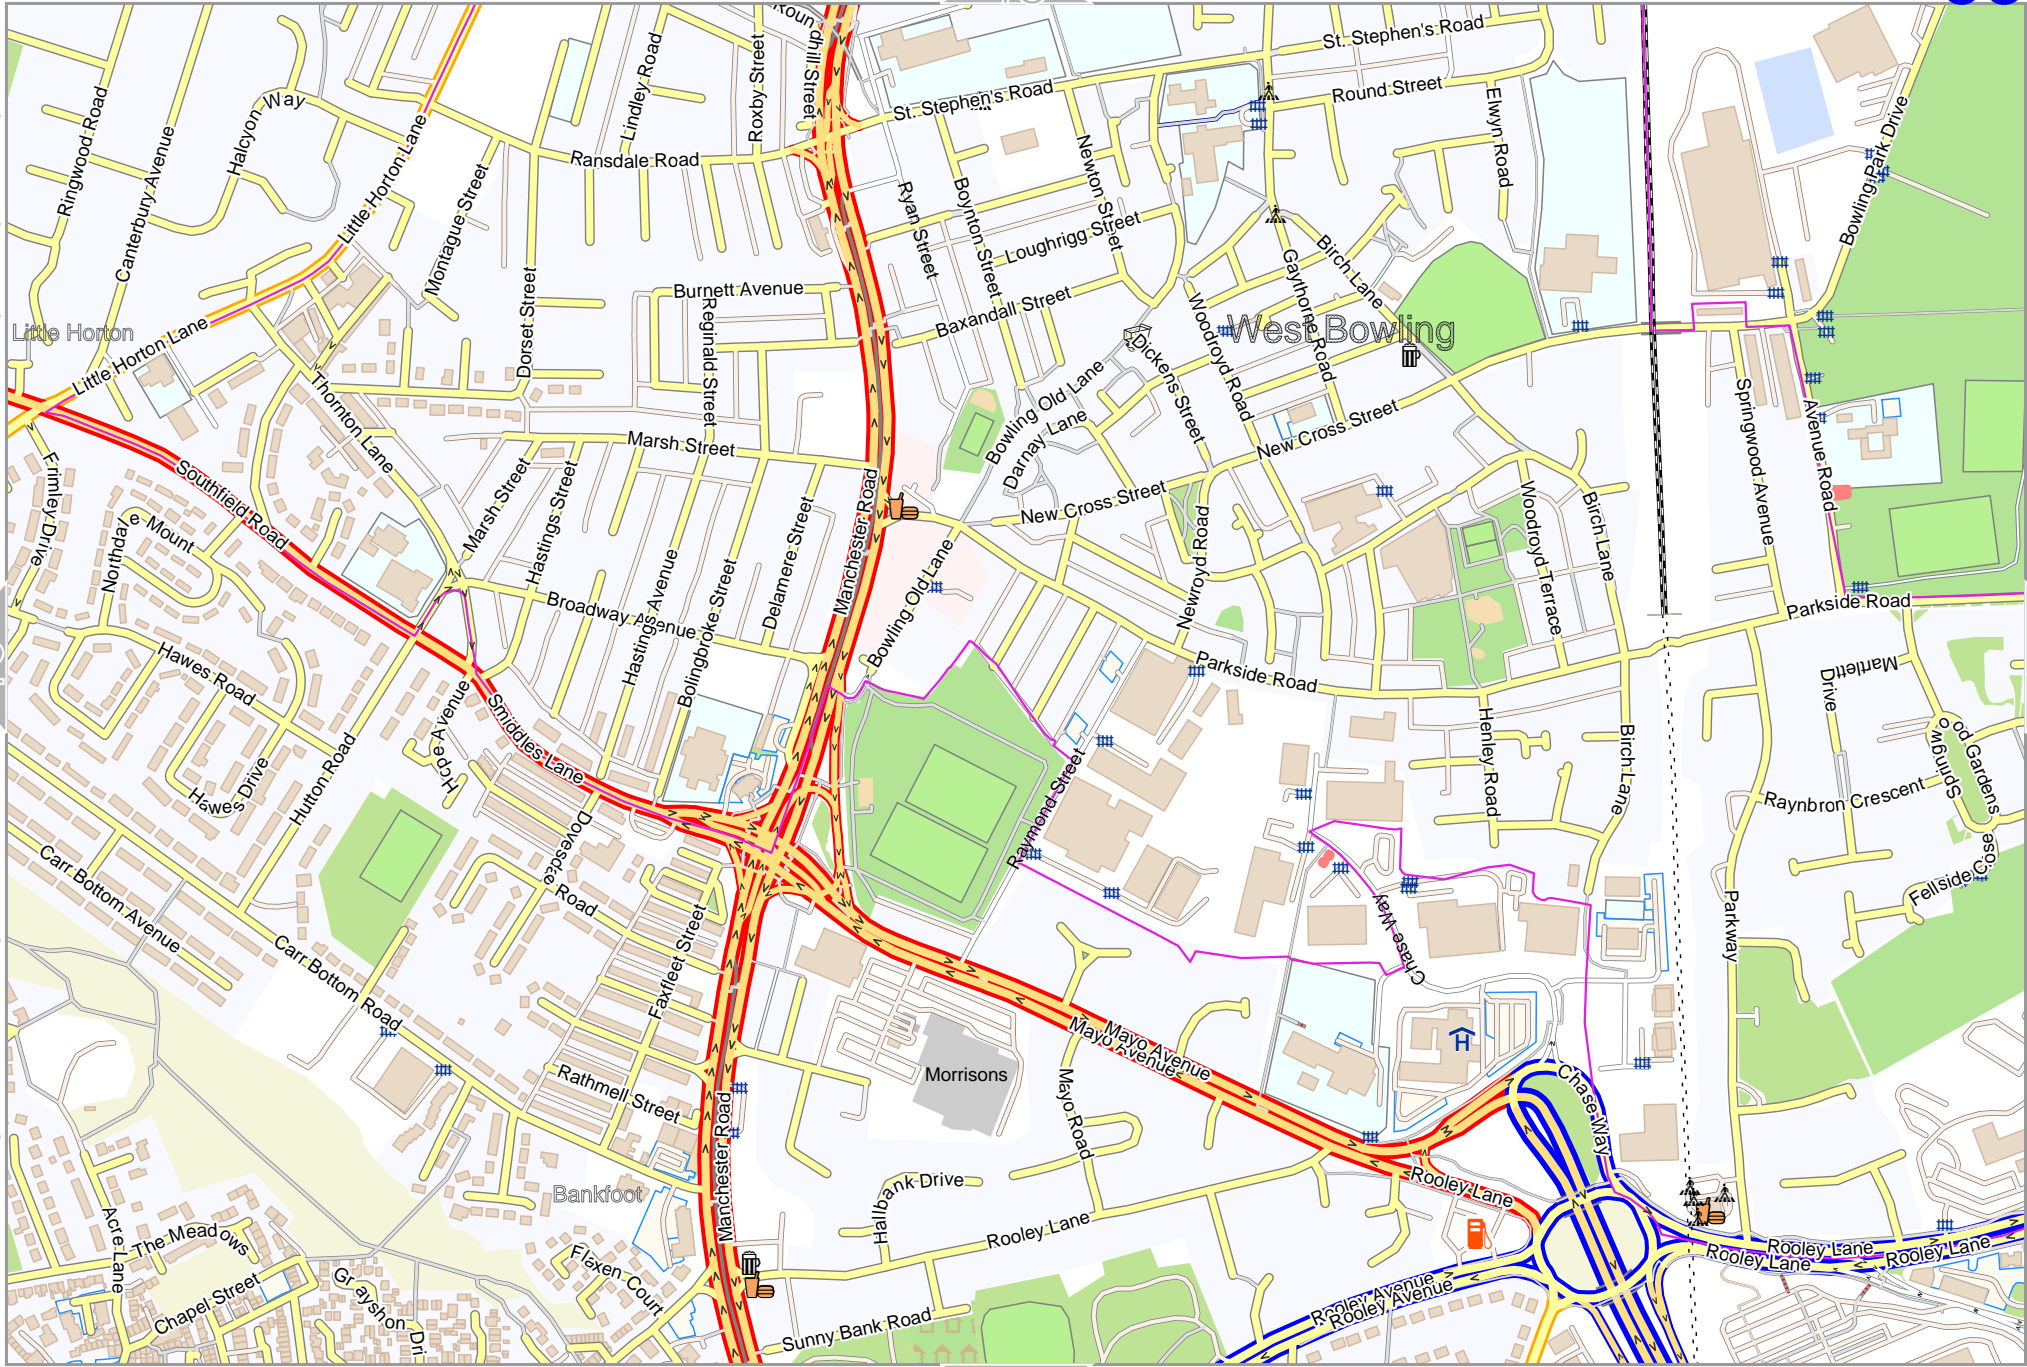 Roundhill Street
St. Stephen's Road
St. Stephen's Road
Lindley Road
Roxby Street
Round Street
Ringwood Road
Halcyon Way
Little Horton Lane
Canterbury Avenue
Ransdale Road
Newton Street
Elwyn Road
Bowling Park Drive
Montague Street
Ryan Street
Boynton Street
Loughrigg Street
Birch Lane
Gaythorne Road
Dorset Street
Burnett Avenue
Reginald Street
Baxandall Street
Woodroyd Road
West Bowling
Little Horton
Little Horton Lane
Dickens Street
Thornton Lane
Bowling Old Lane
Darnay Lane
New Cross Street
Springwood Avenue
Avenue Road
Marsh Street
Southfield Road
Frimley Drive
Marsh Street
Hastings Street
Manchester Road
New Cross Street
Northdale Mount
Delamere Street
Newroyd Road
Woodroyd Terrace
Birch Lane
Broadway Avenue
Hastings Avenue
Bolingbroke Street
Bowling Old Lane
Parkside Road
Parkside Road
Hawes Road
Martlett Drive
Hope Avenue
Smiddles Lane
Henley Road
Birch Lane
Springwood Gardens
Hutton Road
Hawes Drive
Raymond Street
Raynbron Crescent
Dovesdale Road
Carr Bottom Avenue
Fellside Close
Parkway
Chase Way
Carr Bottom Road
Faxfleet Street
Mayo Avenue
Mayo Avenue
Morrisons
H
Rathmell Street
Mayo Road
Chase Way
Manchester Road
Bankfoot
Hallbank Drive
Rooley Lane
Rooley Lane
Acre Lane
The Meadows
Flaxen Court
Rooley Lane
Rooley Lane
Rooley Lane
Chapel Street
Grayshon Dri
Rooley Avenue
Rooley Avenue
Sunny Bank Road